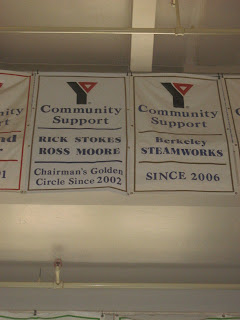 Community
Support
RICK STOKES
ROSS MOORE
Chairman's Golden
Circle Since 2002
Community
Support
Berkeley
STEAMWORKS
SINCE 2006